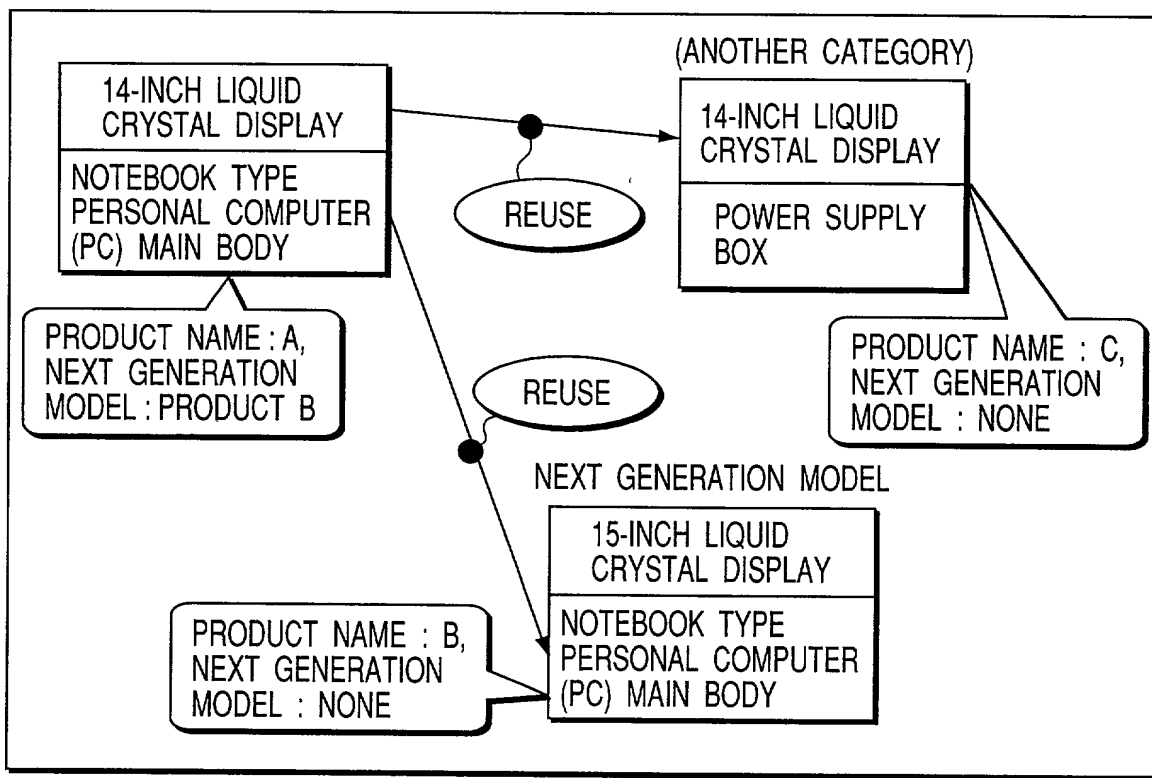 14-INCH LIQUID
CRYSTAL DISPLAY
NOTEBOOK TYPE
PERSONAL COMPUTER
(PC) MAIN BODY
PRODUCT NAME : A,
NEXT GENERATION
MODEL : PRODUCT B
REUSE
(ANOTHER CATEGORY)
14-INCH LIQUID
CRYSTAL DISPLAY
POWER SUPPLY
BOX
PRODUCT NAME : C,
NEXT GENERATION
MODEL : NONE
REUSE
NEXT GENERATION MODEL
15-INCH LIQUID
CRYSTAL DISPLAY
NOTEBOOK TYPE
PERSONAL COMPUTER
(PC) MAIN BODY
PRODUCT NAME : B,
NEXT GENERATION
MODEL : NONE